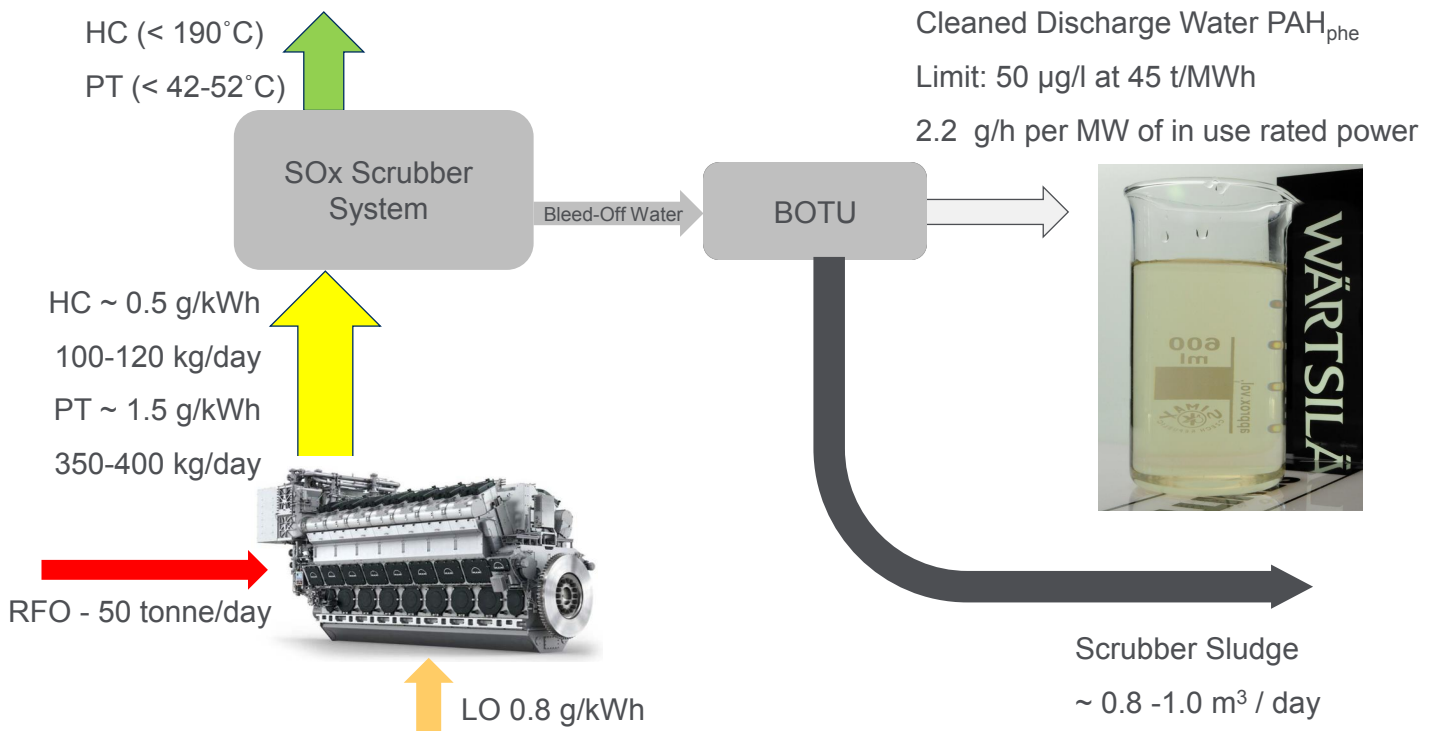 HC (< 190˚C)
PT (< 42-52˚C)
SOx Scrubber
System
Bleed-Off Water
BOTU
Cleaned Discharge Water PAHphe
Limit: 50 µg/l at 45 t/MWh
2.2 g/h per MW of in use rated power
HC ~ 0.5 g/kWh
100-120 kg/day
PT ~ 1.5 g/kWh
350-400 kg/day
RFO - 50 tonne/day
LO 0.8 g/kWh
Scrubber Sludge
~ 0.8 -1.0 m³ / day
WÄRTSILÄ
600
ml
SIMAX
approx.vol.